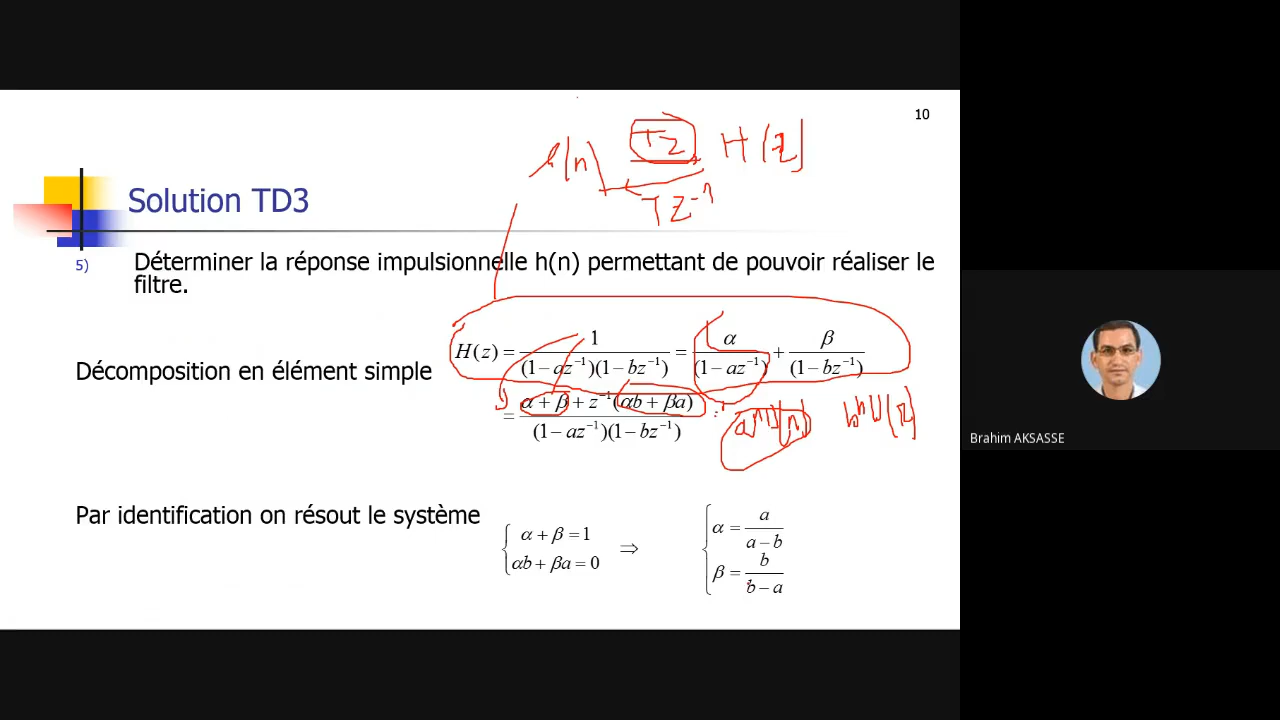 10
h(n) TZ H(z)
TZ⁻¹
Solution TD3
5) Déterminer la réponse impulsionnelle h(n) permettant de pouvoir réaliser le
filtre.
H(z) = 1 / ((1 − az⁻¹)(1 − bz⁻¹)) = α / (1 − az⁻¹) + β / (1 − bz⁻¹)
Décomposition en élément simple
= (α + β + z⁻¹(αb + βa)) / ((1 − az⁻¹)(1 − bz⁻¹))
Brahim AKSASSE
Par identification on résout le système
{ α + β = 1
αb + βa = 0 ⇒ { α = a / (a − b)
β = b / (b − a)